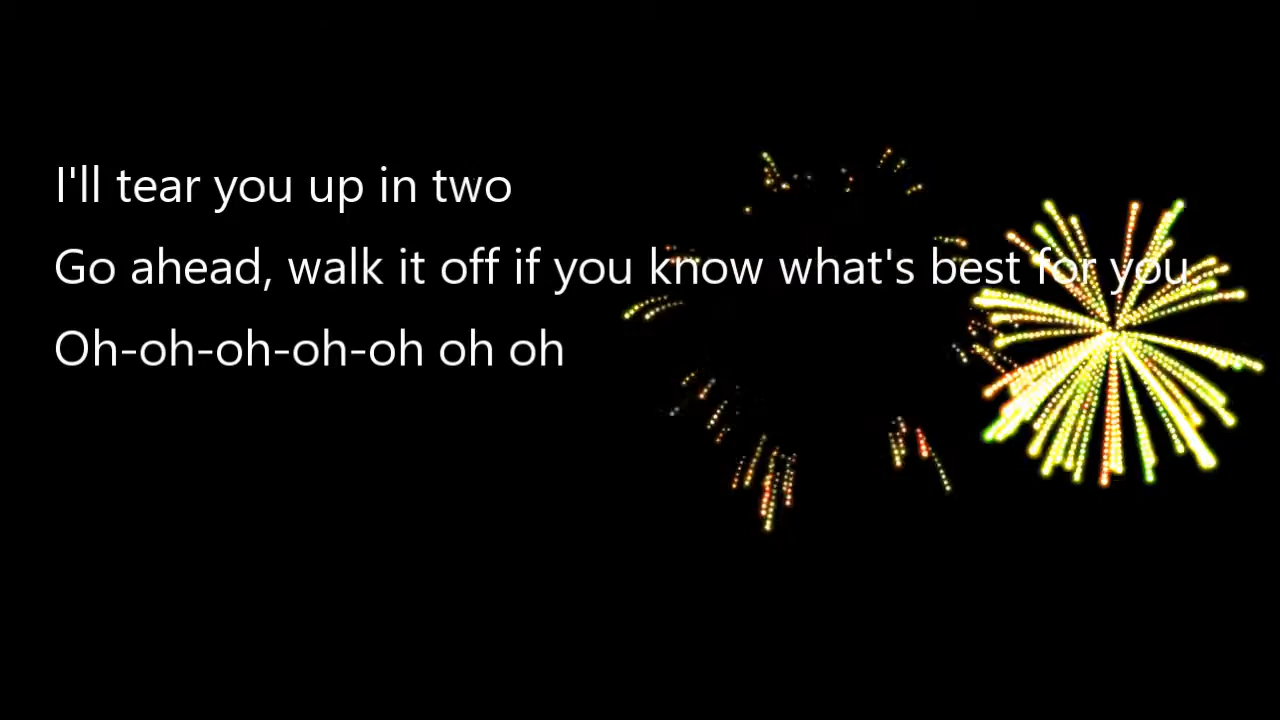 I'll tear you up in two
Go ahead, walk it off if you know what's best for you.
Oh-oh-oh-oh-oh oh oh